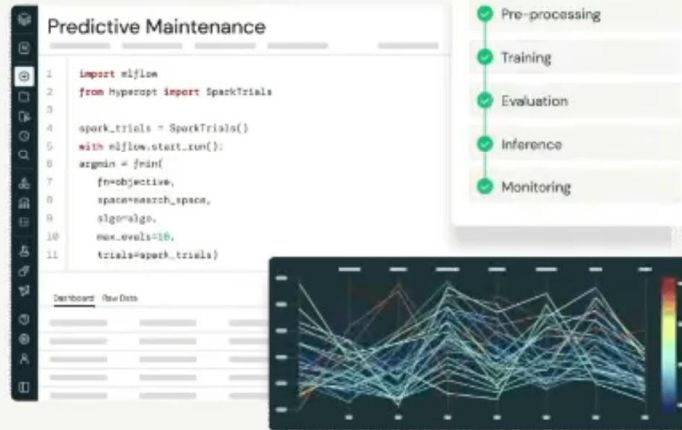 Predictive Maintenance
1 import mlflow
2 from hyperopt import SparkTrials
3
4 spark_trials = SparkTrials()
5 with mlflow.start_run():
6 argmin = fmin(
7 fn=objective,
8 space=search_space,
9 algo=algo,
10 max_evals=16,
11 trials=spark_trials)
Dashboard Raw Data
Pre-processing
Training
Evaluation
Inference
Monitoring